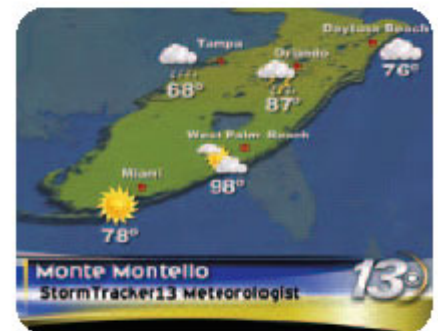 Daytona Beach
Tampa
Orlando
76°
68°
87°
West Palm Beach
98°
Miami
78°
Monte Montello
StormTracker13 Meteorologist
13